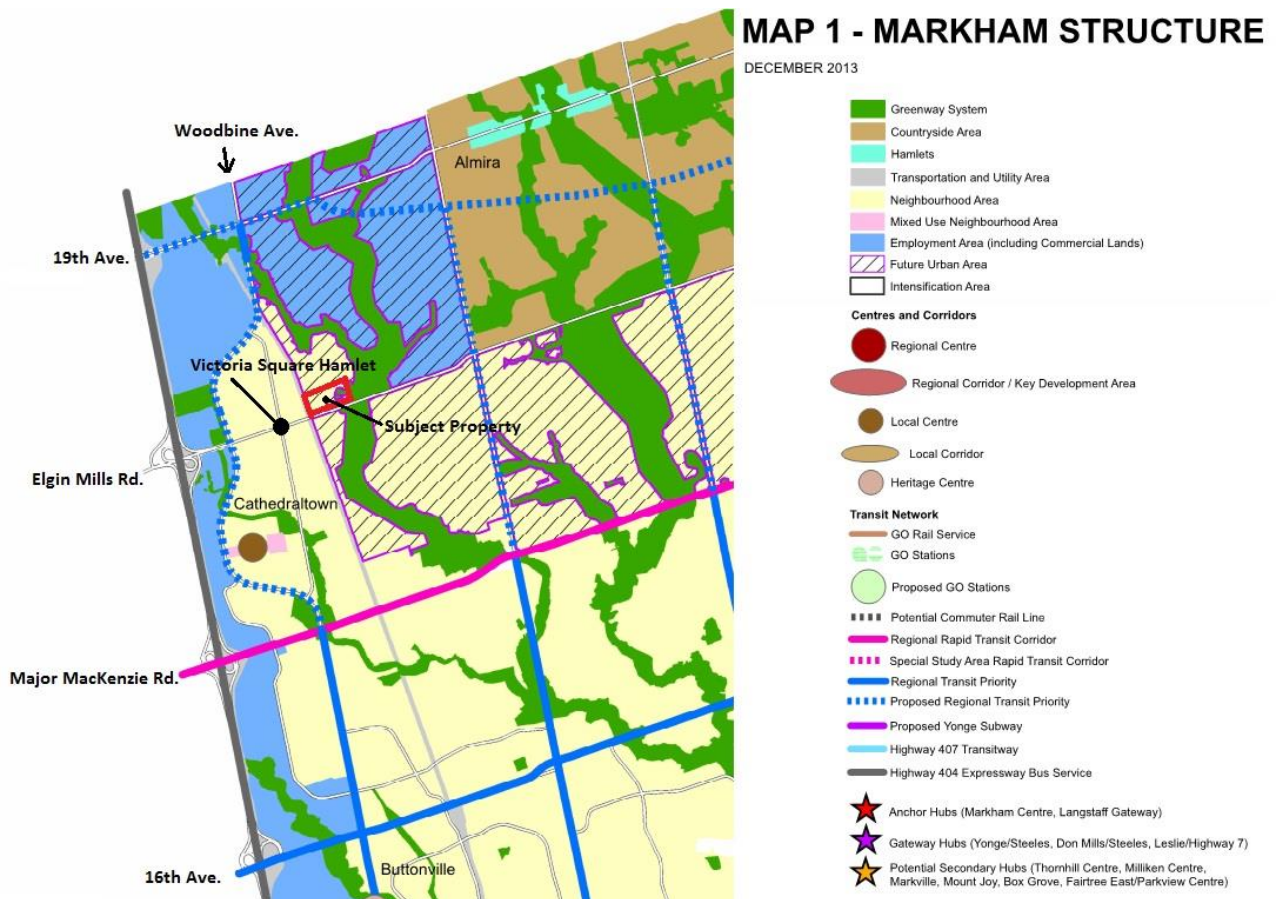 MAP 1 - MARKHAM STRUCTURE
DECEMBER 2013
Woodbine Ave.
Almira
19th Ave.
Victoria Square Hamlet
Subject Property
Elgin Mills Rd.
Cathedraltown
Major MacKenzie Rd.
16th Ave.
Buttonville
Greenway System
Countryside Area
Hamlets
Transportation and Utility Area
Neighbourhood Area
Mixed Use Neighbourhood Area
Employment Area (including Commercial Lands)
Future Urban Area
Intensification Area
Centres and Corridors
Regional Centre
Regional Corridor / Key Development Area
Local Centre
Local Corridor
Heritage Centre
Transit Network
GO Rail Service
GO Stations
Proposed GO Stations
Potential Commuter Rail Line
Regional Rapid Transit Corridor
Special Study Area Rapid Transit Corridor
Regional Transit Priority
Proposed Regional Transit Priority
Proposed Yonge Subway
Highway 407 Transitway
Highway 404 Expressway Bus Service
Anchor Hubs (Markham Centre, Langstaff Gateway)
Gateway Hubs (Yonge/Steeles, Don Mills/Steeles, Leslie/Highway 7)
Potential Secondary Hubs (Thornhill Centre, Milliken Centre,
Markville, Mount Joy, Box Grove, Fairtree East/Parkview Centre)